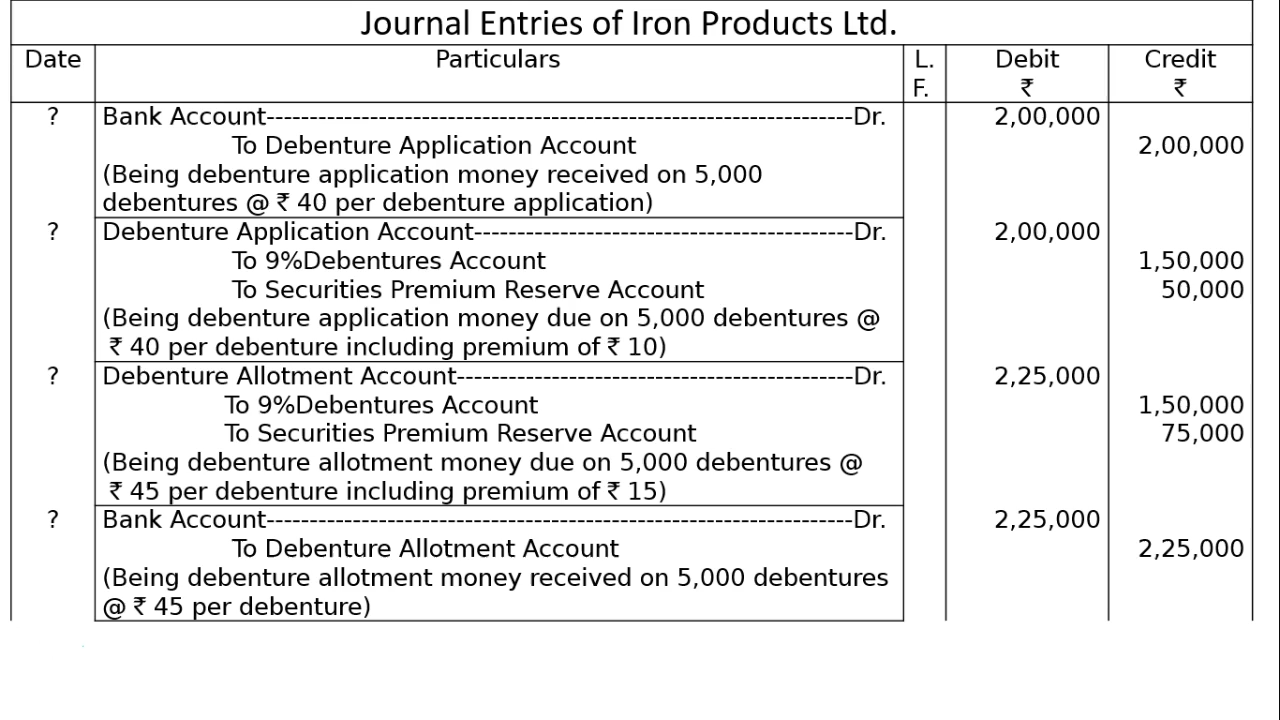 Journal Entries of Iron Products Ltd.
Date Particulars L. F. Debit ₹ Credit ₹
? Bank Account--------------------------------------------------------------------Dr. 2,00,000
To Debenture Application Account 2,00,000
(Being debenture application money received on 5,000
debentures @ ₹ 40 per debenture application)
? Debenture Application Account--------------------------------------------Dr. 2,00,000
To 9%Debentures Account 1,50,000
To Securities Premium Reserve Account 50,000
(Being debenture application money due on 5,000 debentures @
₹ 40 per debenture including premium of ₹ 10)
? Debenture Allotment Account----------------------------------------------Dr. 2,25,000
To 9%Debentures Account 1,50,000
To Securities Premium Reserve Account 75,000
(Being debenture allotment money due on 5,000 debentures @
₹ 45 per debenture including premium of ₹ 15)
? Bank Account--------------------------------------------------------------------Dr. 2,25,000
To Debenture Allotment Account 2,25,000
(Being debenture allotment money received on 5,000 debentures
@ ₹ 45 per debenture)